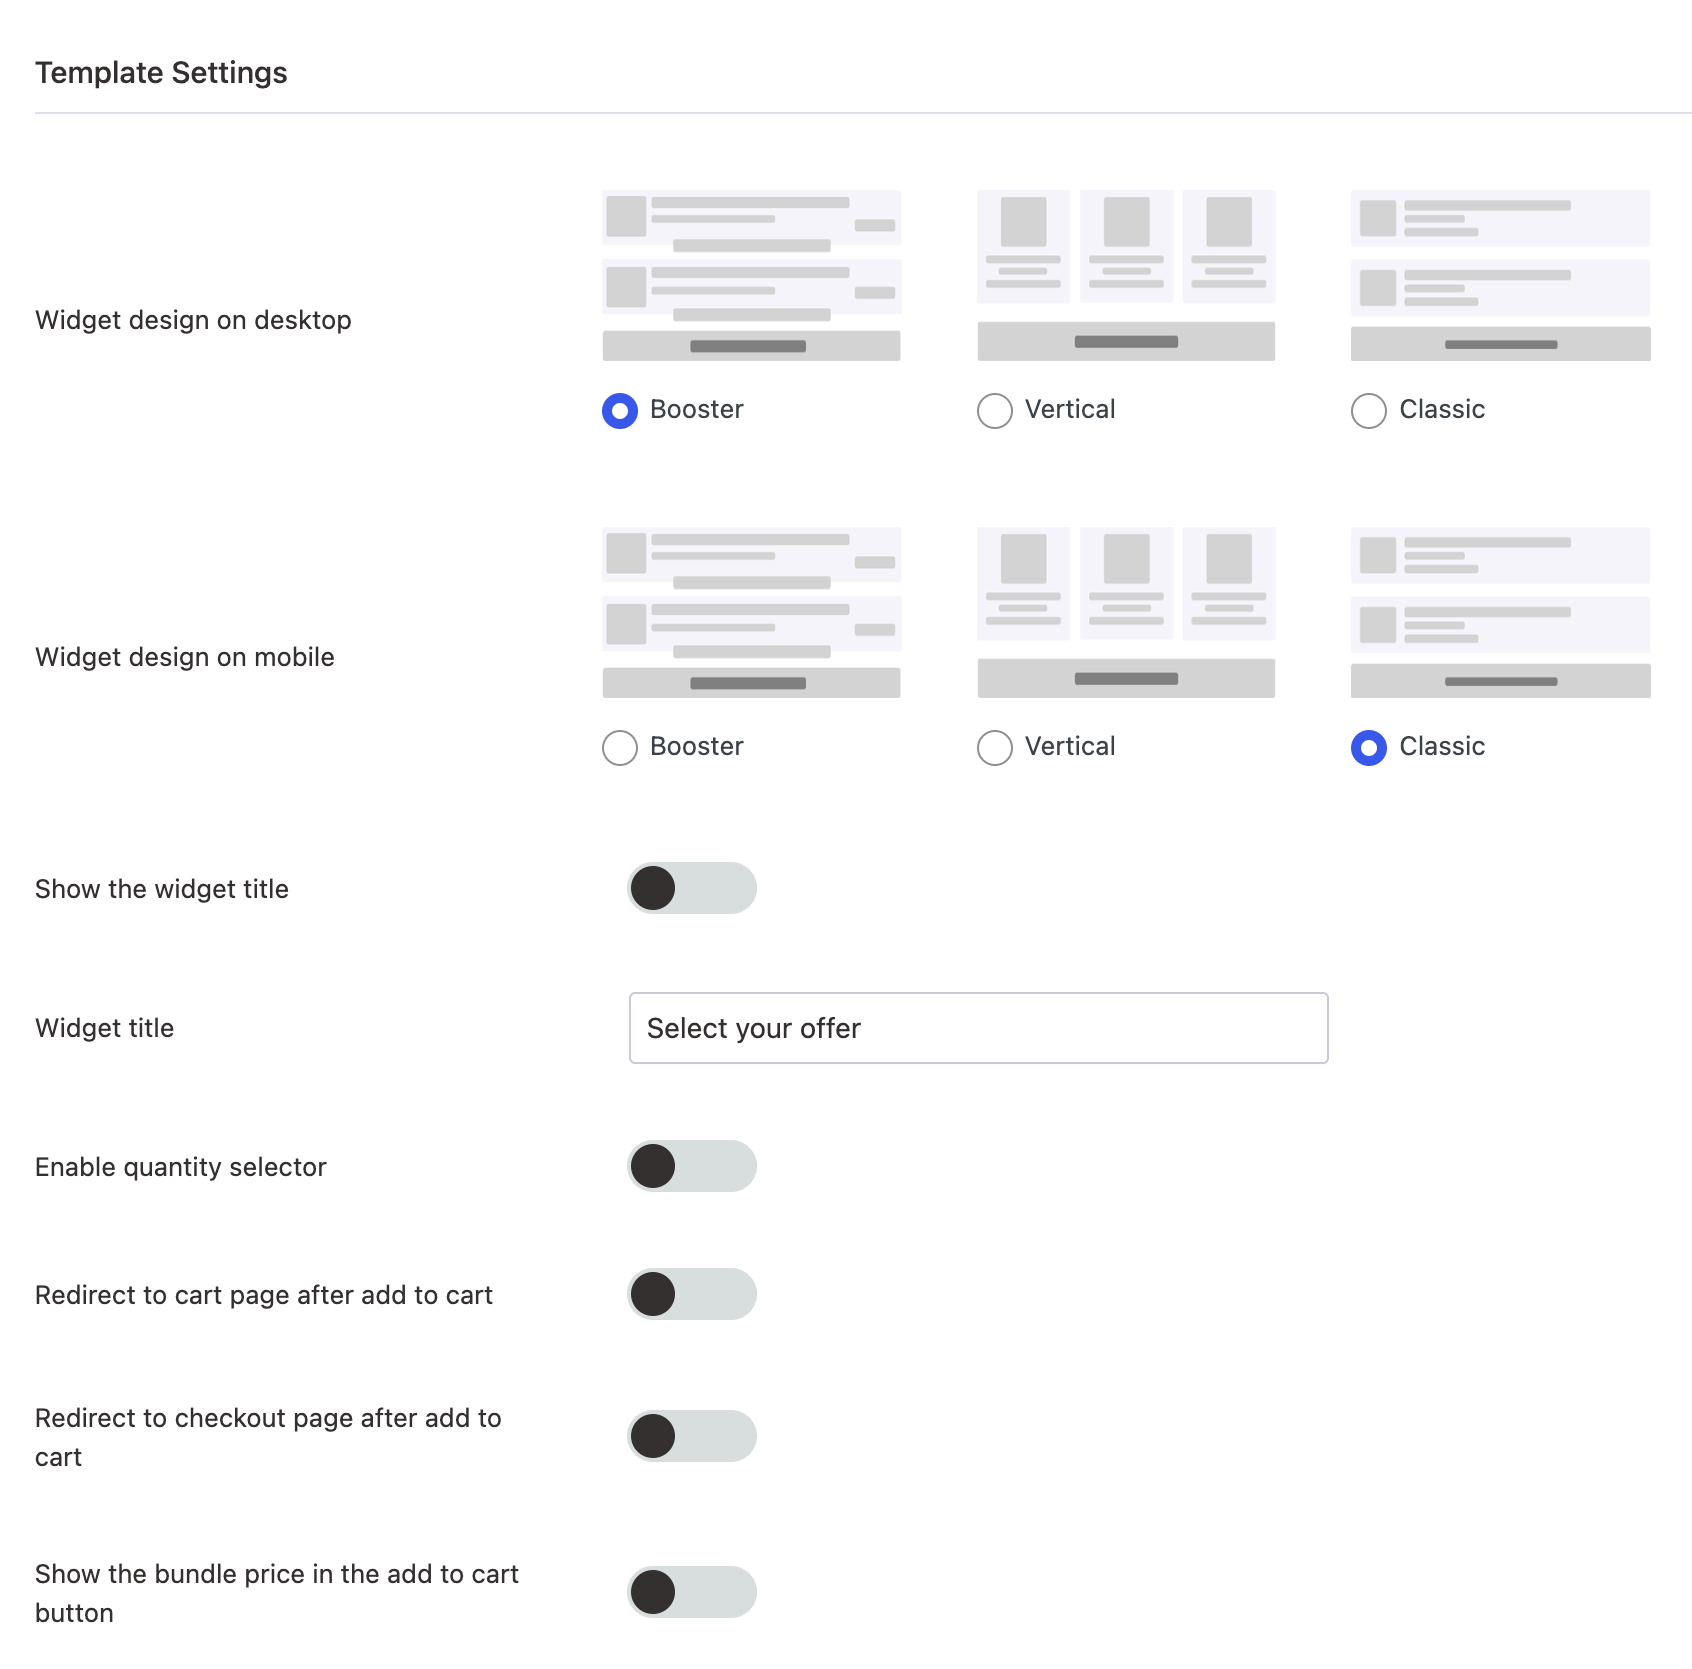 Template Settings
Widget design on desktop
Booster
Vertical
Classic
Widget design on mobile
Booster
Vertical
Classic
Show the widget title
Widget title
Select your offer
Enable quantity selector
Redirect to cart page after add to cart
Redirect to checkout page after add to
cart
Show the bundle price in the add to cart
button